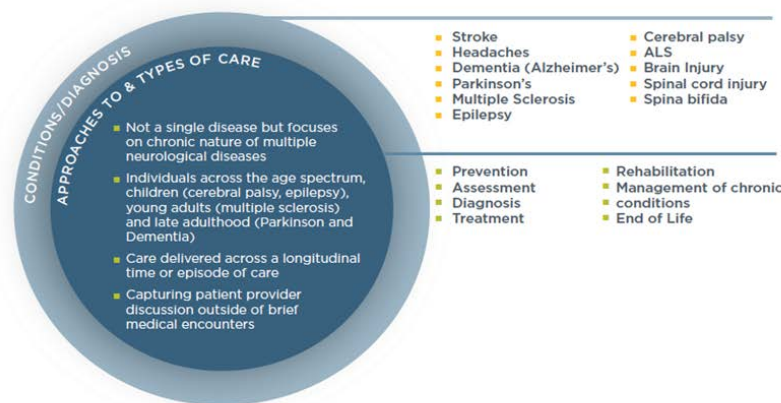 CONDITIONS/DIAGNOSIS
APPROACHES TO & TYPES OF CARE
Not a single disease but focuses
on chronic nature of multiple
neurological diseases
Individuals across the age spectrum,
children (cerebral palsy, epilepsy),
young adults (multiple sclerosis)
and late adulthood (Parkinson and
Dementia)
Care delivered across a longitudinal
time or episode of care
Capturing patient provider
discussion outside of brief
medical encounters
Stroke
Headaches
Dementia (Alzheimer's)
Parkinson's
Multiple Sclerosis
Epilepsy
Cerebral palsy
ALS
Brain Injury
Spinal cord injury
Spina bifida
Prevention
Assessment
Diagnosis
Treatment
Rehabilitation
Management of chronic
conditions
End of Life